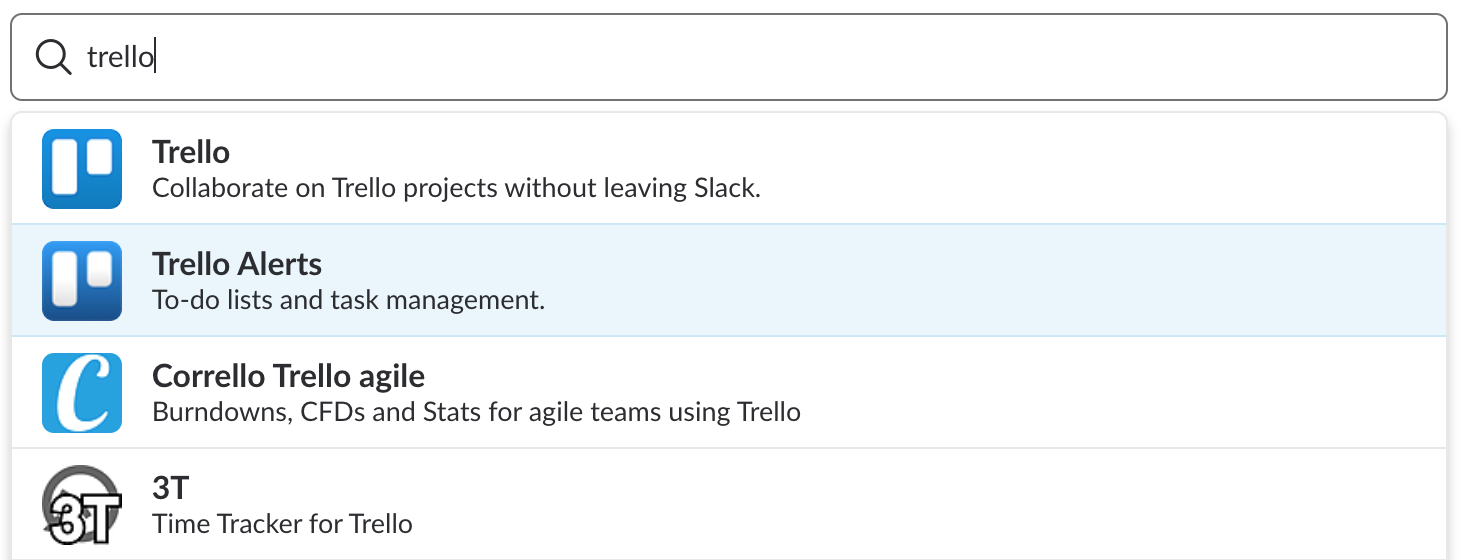 trello
Trello
Collaborate on Trello projects without leaving Slack.
Trello Alerts
To-do lists and task management.
C
Corrello Trello agile
Burndowns, CFDs and Stats for agile teams using Trello
3T
3T
Time Tracker for Trello